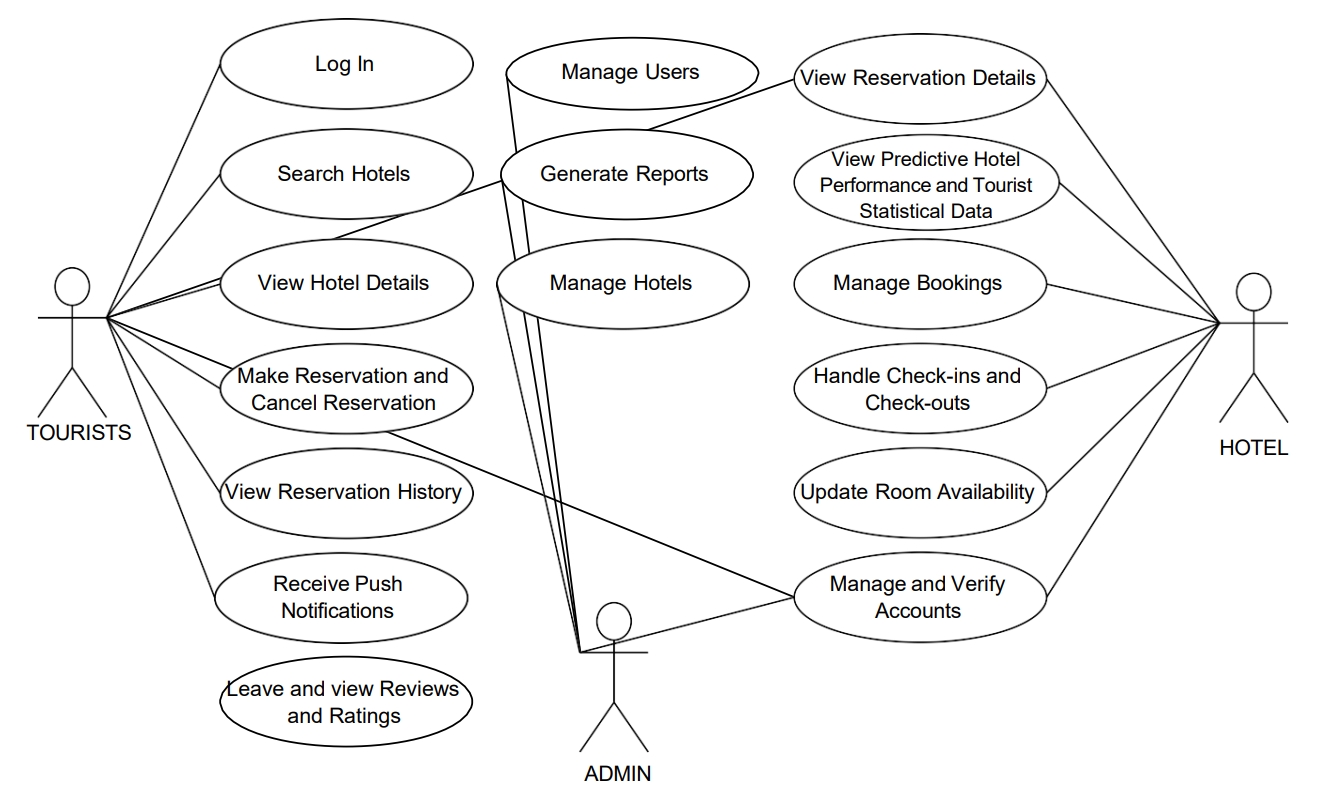 Log In
Search Hotels
View Hotel Details
Make Reservation and
Cancel Reservation
View Reservation History
Receive Push
Notifications
Leave and view Reviews
and Ratings
TOURISTS
Manage Users
Generate Reports
Manage Hotels
ADMIN
View Reservation Details
View Predictive Hotel
Performance and Tourist
Statistical Data
Manage Bookings
Handle Check-ins and
Check-outs
Update Room Availability
Manage and Verify
Accounts
HOTEL